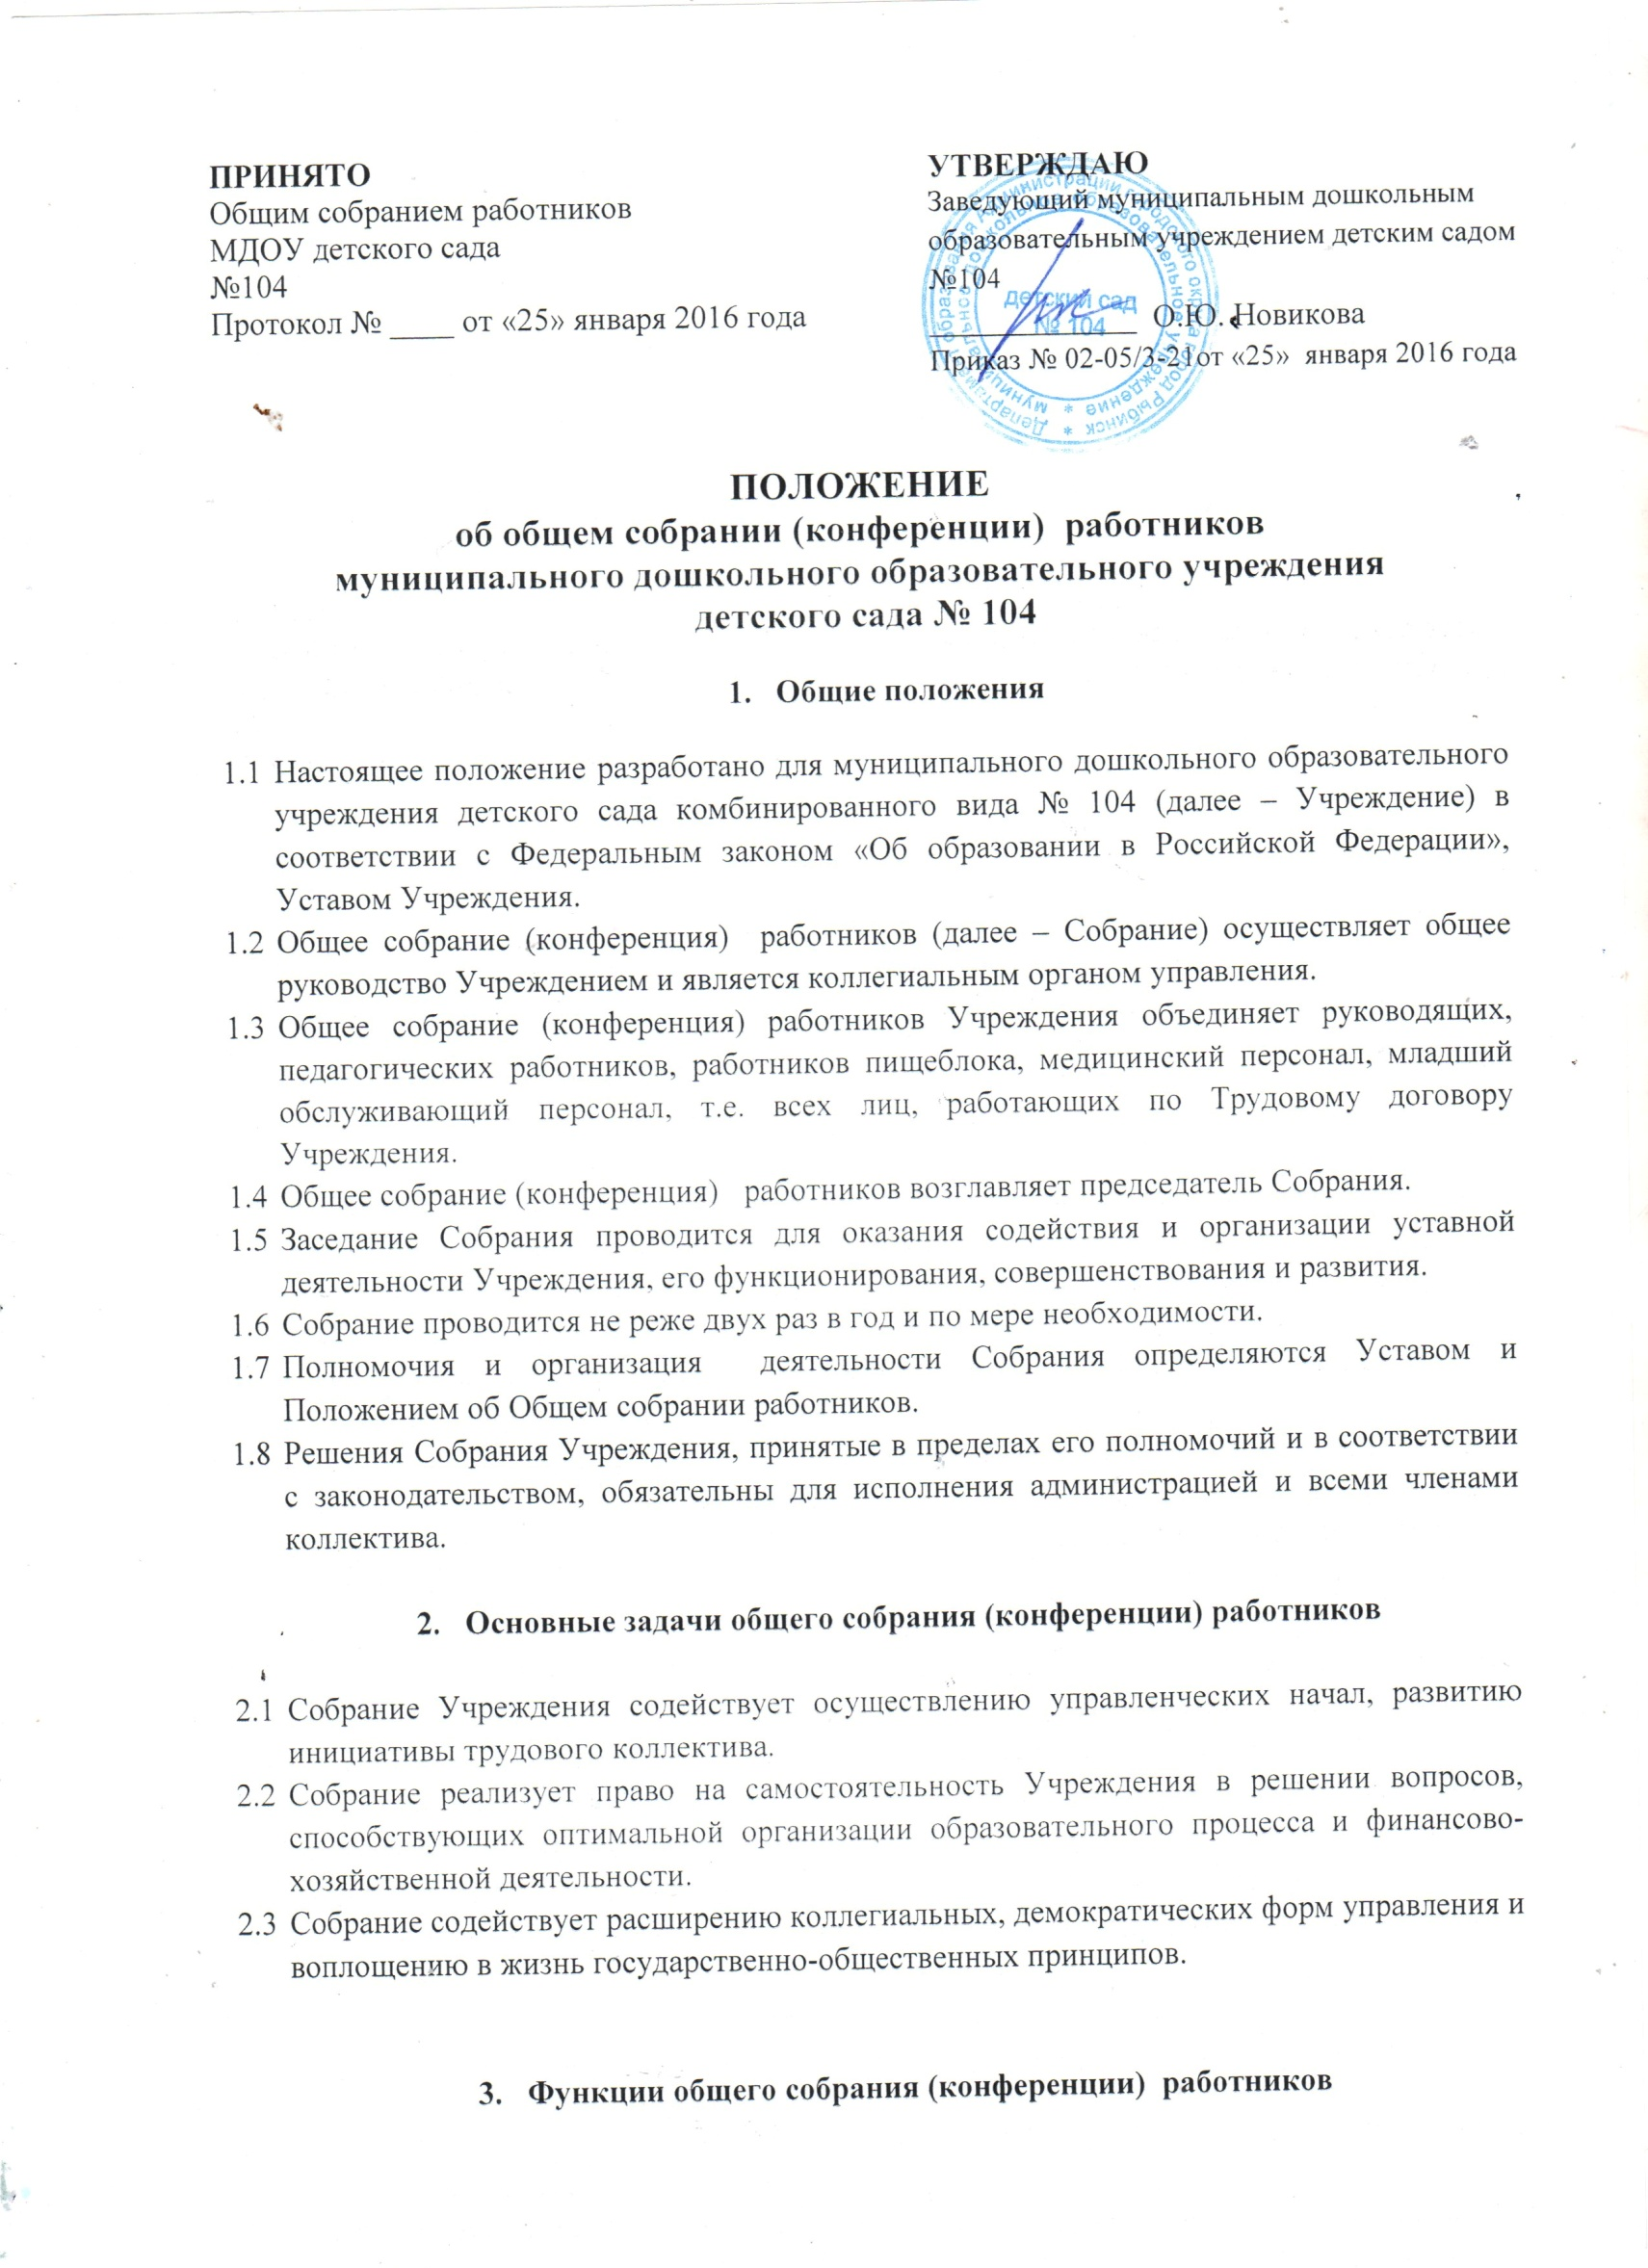 ПРИНЯТО
Общим собранием работников
МДОУ детского сада
№104
Протокол № ____ от «25» января 2016 года
УТВЕРЖДАЮ
Заведующий муниципальным дошкольным
образовательным учреждением детским садом
№104
_____________ О.Ю. Новикова
Приказ № 02-05/3-21от «25» января 2016 года
детский сад
№ 104
ПОЛОЖЕНИЕ
об общем собрании (конференции) работников
муниципального дошкольного образовательного учреждения
детского сада № 104
1. Общие положения
1.1 Настоящее положение разработано для муниципального дошкольного образовательного
учреждения детского сада комбинированного вида № 104 (далее – Учреждение) в
соответствии с Федеральным законом «Об образовании в Российской Федерации»,
Уставом Учреждения.
1.2 Общее собрание (конференция) работников (далее – Собрание) осуществляет общее
руководство Учреждением и является коллегиальным органом управления.
1.3 Общее собрание (конференция) работников Учреждения объединяет руководящих,
педагогических работников, работников пищеблока, медицинский персонал, младший
обслуживающий персонал, т.е. всех лиц, работающих по Трудовому договору
Учреждения.
1.4 Общее собрание (конференция) работников возглавляет председатель Собрания.
1.5 Заседание Собрания проводится для оказания содействия и организации уставной
деятельности Учреждения, его функционирования, совершенствования и развития.
1.6 Собрание проводится не реже двух раз в год и по мере необходимости.
1.7 Полномочия и организация деятельности Собрания определяются Уставом и
Положением об Общем собрании работников.
1.8 Решения Собрания Учреждения, принятые в пределах его полномочий и в соответствии
с законодательством, обязательны для исполнения администрацией и всеми членами
коллектива.
2. Основные задачи общего собрания (конференции) работников
2.1 Собрание Учреждения содействует осуществлению управленческих начал, развитию
инициативы трудового коллектива.
2.2 Собрание реализует право на самостоятельность Учреждения в решении вопросов,
способствующих оптимальной организации образовательного процесса и финансово-
хозяйственной деятельности.
2.3 Собрание содействует расширению коллегиальных, демократических форм управления и
воплощению в жизнь государственно-общественных принципов.
3. Функции общего собрания (конференции) работников